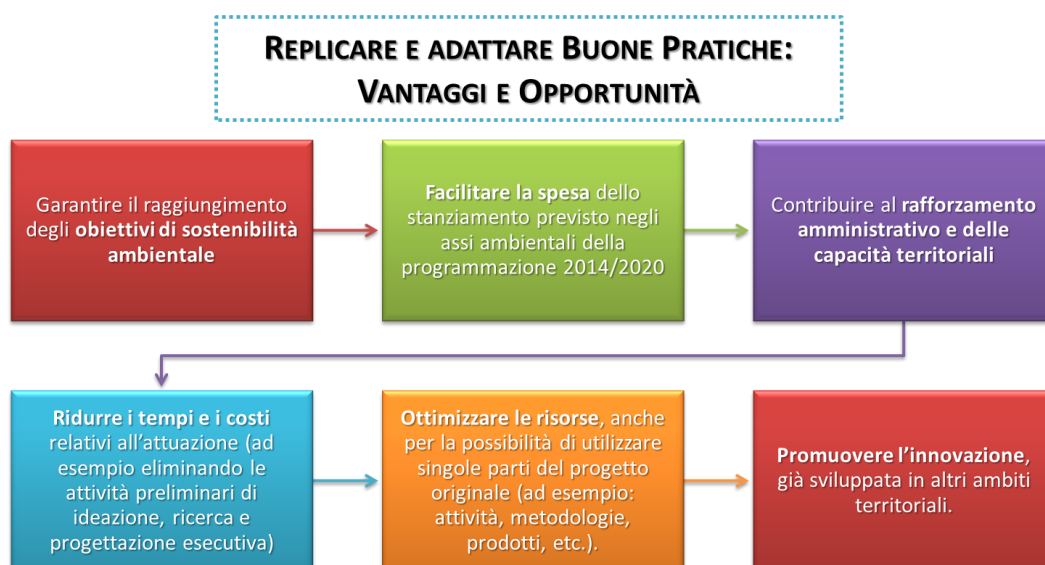 REPLICARE E ADATTARE BUONE PRATICHE:
VANTAGGI E OPPORTUNITÀ
Garantire il raggiungimento
degli obiettivi di sostenibilità
ambientale
Facilitare la spesa dello
stanziamento previsto negli
assi ambientali della
programmazione 2014/2020
Contribuire al rafforzamento
amministrativo e delle
capacità territoriali
Ridurre i tempi e i costi
relativi all'attuazione (ad
esempio eliminando le
attività preliminari di
ideazione, ricerca e
progettazione esecutiva)
Ottimizzare le risorse, anche
per la possibilità di utilizzare
singole parti del progetto
originale (ad esempio:
attività, metodologie,
prodotti, etc.).
Promuovere l'innovazione,
già sviluppata in altri ambiti
territoriali.